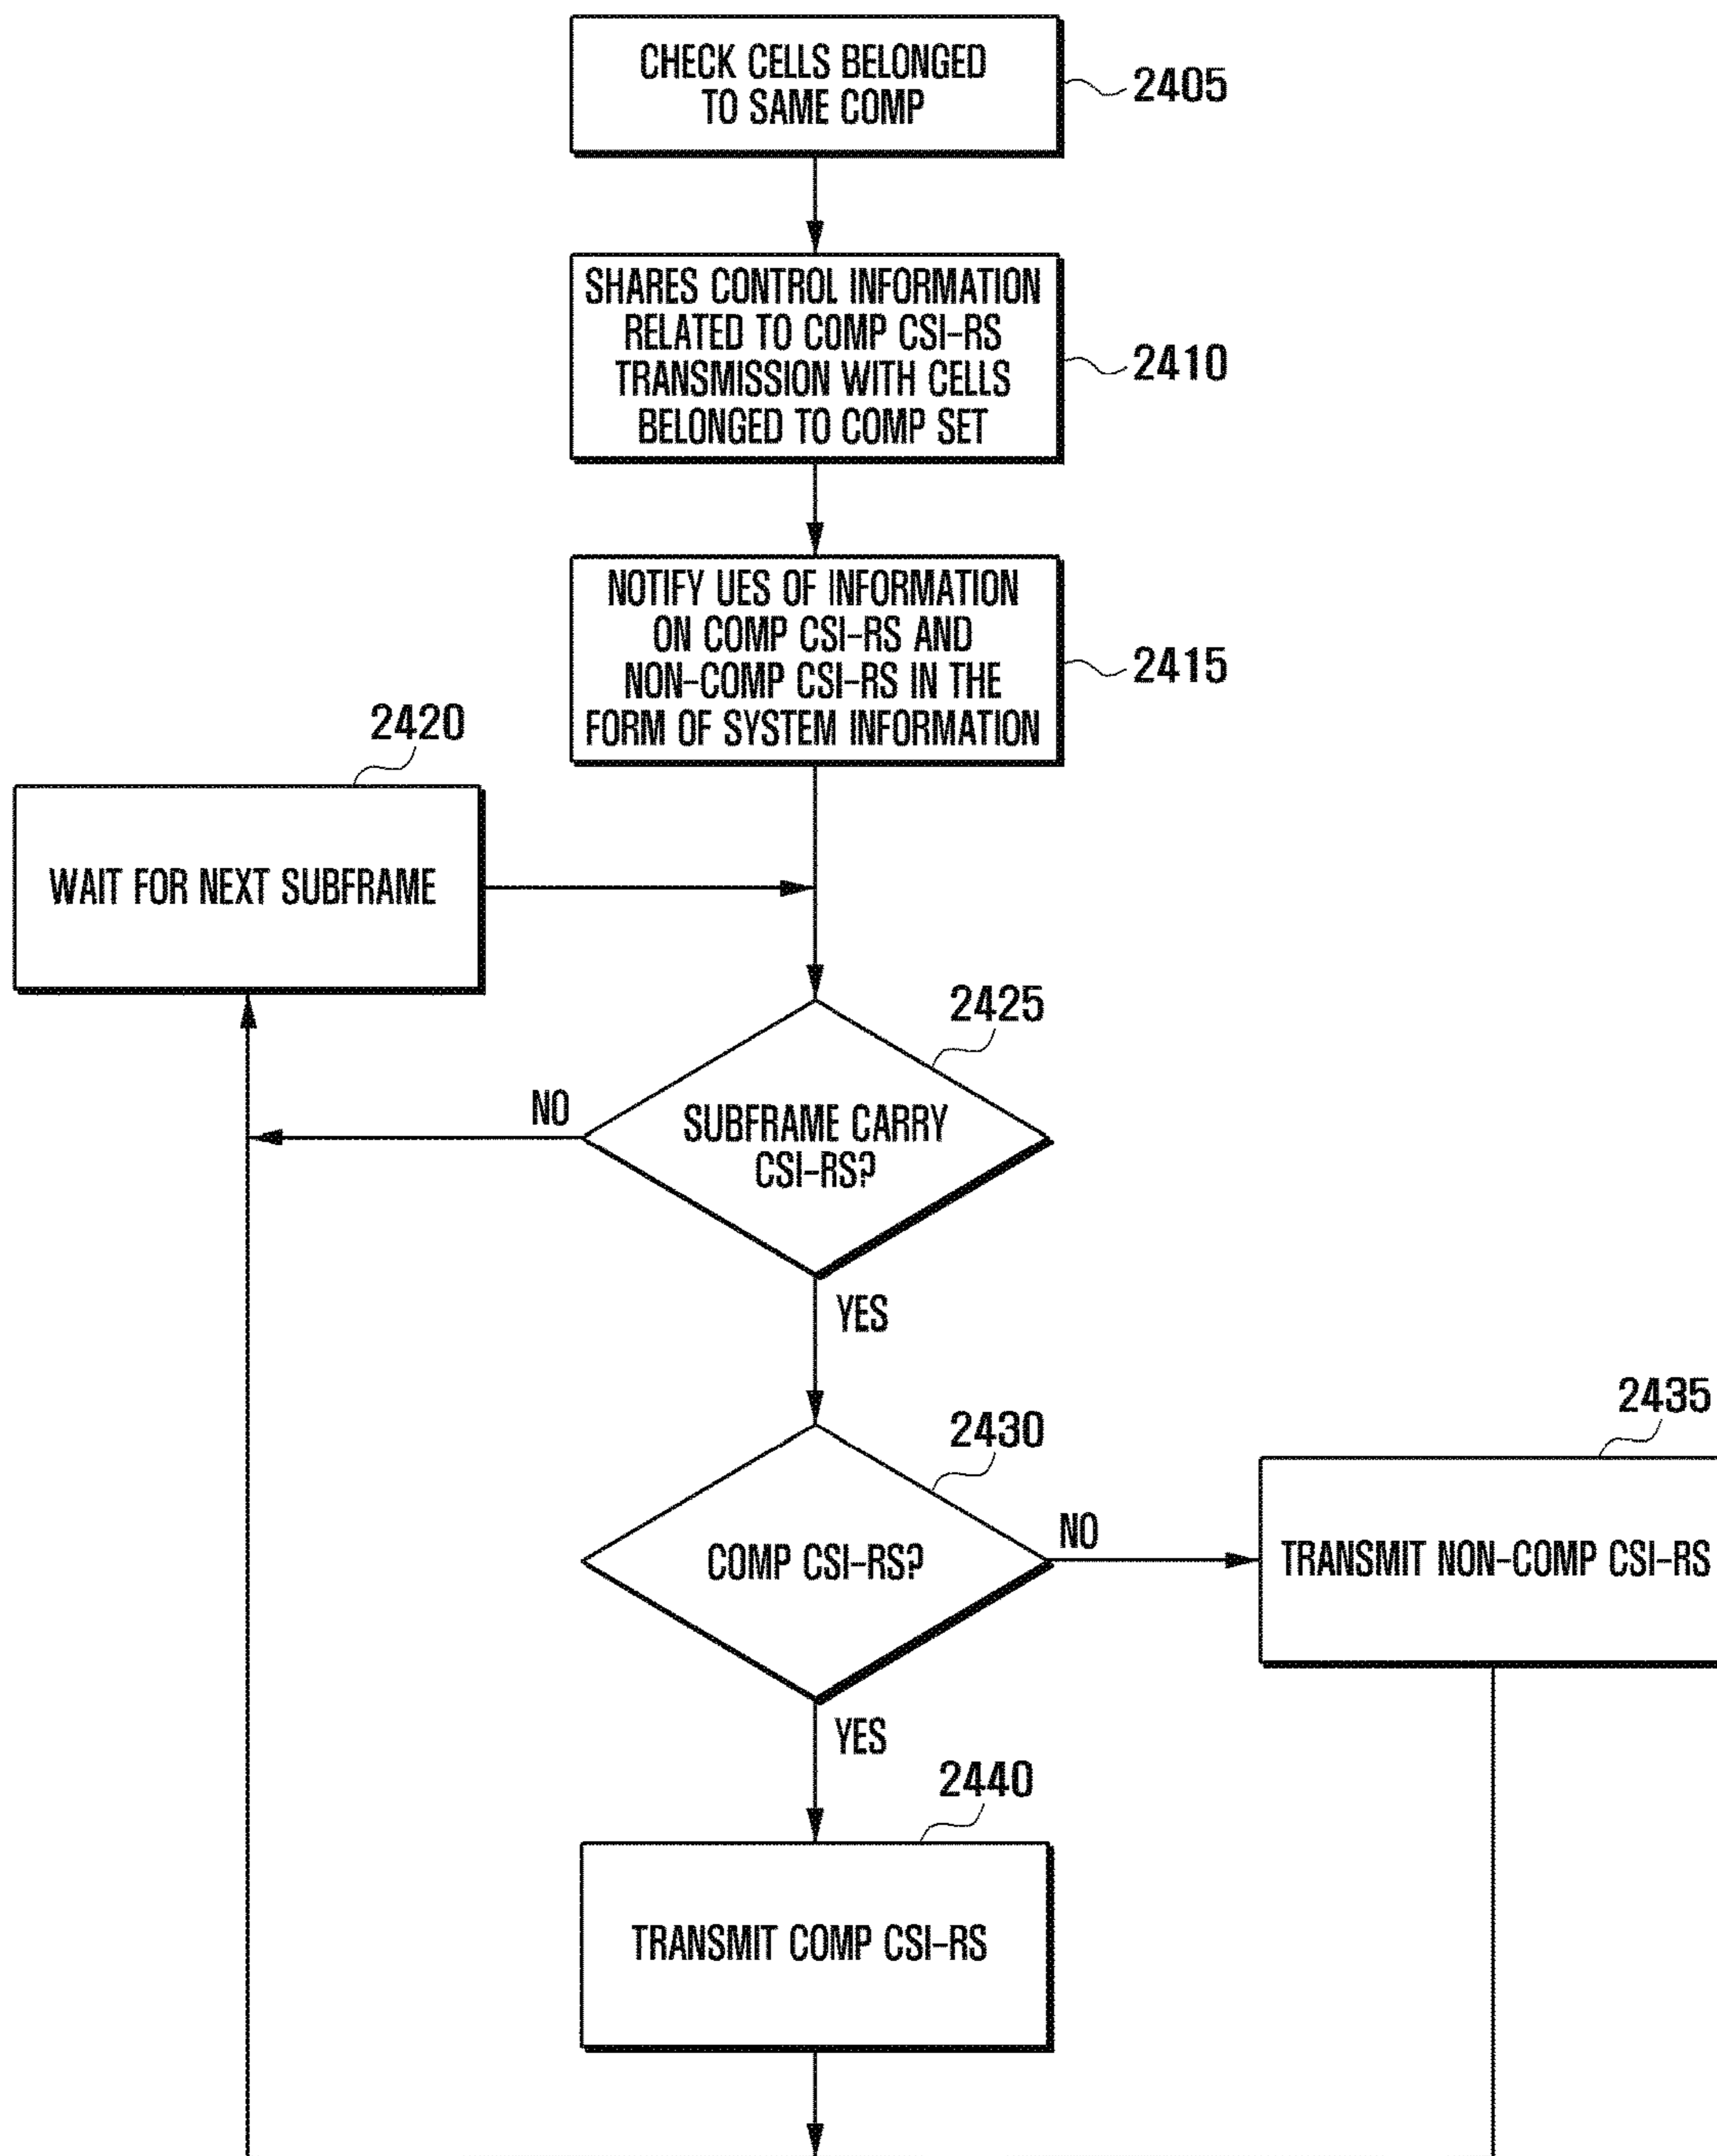 CHECK CELLS BELONGED
TO SAME COMP
2405
SHARES CONTROL INFORMATION
RELATED TO COMP CSI-RS
TRANSMISSION WITH CELLS
BELONGED TO COMP SET
2410
NOTIFY UES OF INFORMATION
ON COMP CSI-RS AND
NON-COMP CSI-RS IN THE
FORM OF SYSTEM INFORMATION
2415
2420
WAIT FOR NEXT SUBFRAME
2425
SUBFRAME CARRY
CSI-RS?
NO
YES
2430
COMP CSI-RS?
NO
2435
TRANSMIT NON-COMP CSI-RS
YES
2440
TRANSMIT COMP CSI-RS